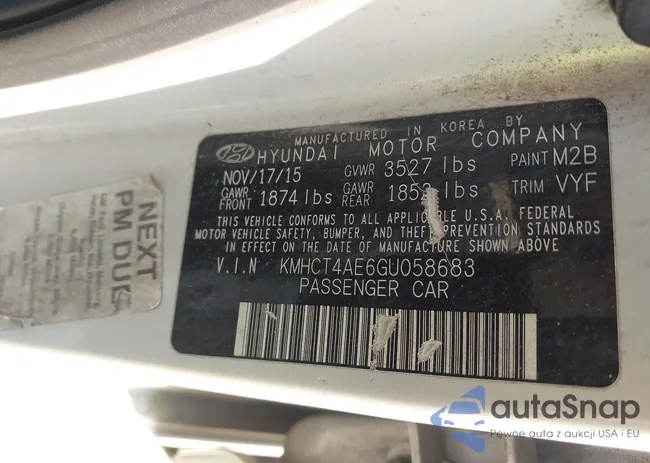 MANUFACTURED IN KOREA BY
HYUNDAI MOTOR COMPANY
NOV/17/15 GVWR 3527 lbs PAINT M2B
GAWR FRONT 1874 lbs GAWR REAR lbs TRIM VYF
THIS VEHICLE CONFORMS TO ALL APPLICABLE U.S.A. FEDERAL
MOTOR VEHICLE SAFETY, BUMPER, AND THEFT PREVENTION STANDARDS
IN EFFECT ON THE DATE OF MANUFACTURE SHOWN ABOVE
V.I.N KMHCT4AE6GU058683
PASSENGER CAR
NEXT
PM DUE
autaSnap
Pewne auta z aukcji USA i EU